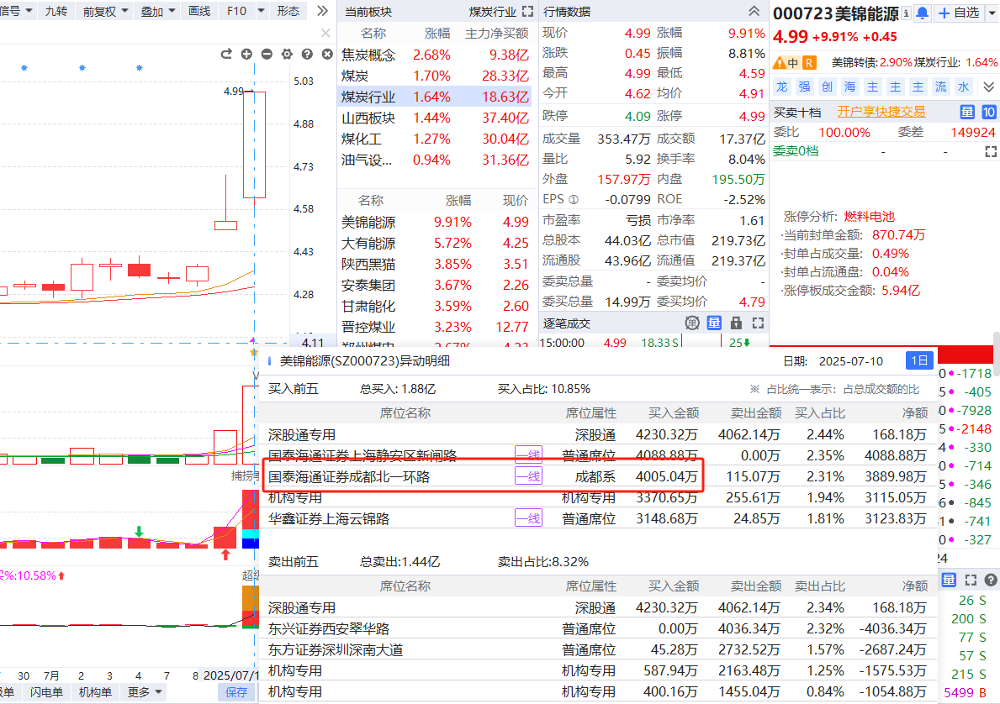 信号 九转 前复权 叠加 画线 F10 形态
5.03
4.99
4.88
4.73
4.58
4.43
4.28
4.11
捕捞季
买%:10.58%
超级
30 7月 2 3 4 7 8 2025/07/1
闪电单 机构单 更多 保存
当前板块 煤炭行业
名称 涨幅 主力净买额
焦炭概念 2.68% 9.38亿
煤炭 1.70% 28.33亿
煤炭行业 1.64% 18.63亿
山西板块 1.44% 37.40亿
煤化工 1.27% 30.04亿
油气设... 0.94% 31.36亿
名称 涨幅 现价
美锦能源 9.91% 4.99
大有能源 5.72% 4.25
陕西黑猫 3.85% 3.51
安泰集团 3.67% 2.26
甘肃能化 3.59% 2.60
晋控煤业 3.23% 12.77
郑州煤电 2.67% 4.23
行情数据
现价 4.99 涨幅 9.91%
涨跌 0.45 振幅 8.81%
最高 4.99 最低 4.59
今开 4.62 均价 4.91
跌停 4.09 涨停 4.99
成交量 353.47万 成交额 17.37亿
量比 5.92 换手率 8.04%
外盘 157.97万 内盘 195.50万
EPS ① -0.0799 ROE -2.52%
市盈率 亏损 市净率 1.61
总股本 44.03亿 总市值 219.73亿
流通股 43.96亿 流通值 219.37亿
委卖总量 - 委卖均价 -
委买总量 14.99万 委买均价 4.79
逐笔成交 单 量
15:00:00 4.99 18.33 S 25
000723 美锦能源 自选
4.99 +9.91% +0.45
中 R 美锦转债: 2.90% 煤炭行业: 1.64%
龙 强 创 海 主 主 主 流 水
买卖十档 开户享快捷交易 量 10
委比 100.00% 委差 149924
委卖0档 - -
涨停分析: 燃料电池
·当前封单金额: 870.74万
·封单占成交量: 0.49%
·封单占流通盘: 0.04%
·涨停板成交金额: 5.94亿
美锦能源(SZ000723)异动明细 日期: 2025-07-10 1日
买入前五 总买入: 1.88亿 买入占比: 10.85% ※ 占比统一表示：占总成交额的比
席位名称 席位属性 买入金额 卖出金额 买入占比 净额
深股通专用 深股通 4230.32万 4062.14万 2.44% 168.18万
国泰海通证券上海静安区新闸路 一线 普通席位 4088.88万 0.00万 2.35% 4088.88万
国泰海通证券成都北一环路 一线 成都系 4005.04万 115.07万 2.31% 3889.98万
机构专用 机构专用 3370.65万 255.61万 1.94% 3115.05万
华鑫证券上海云锦路 一线 普通席位 3148.68万 24.85万 1.81% 3123.83万
卖出前五 总卖出:1.44亿 卖出占比:8.32%
席位名称 席位属性 买入金额 卖出金额 卖出占比 净额
深股通专用 深股通 4230.32万 4062.14万 2.34% 168.18万
东兴证券西安翠华路 普通席位 0.00万 4036.34万 2.32% -4036.34万
东方证券深圳深南大道 普通席位 45.28万 2732.52万 1.57% -2687.24万
机构专用 机构专用 587.94万 2163.48万 1.25% -1575.53万
机构专用 机构专用 400.16万 1455.04万 0.84% -1054.88万
-1718
-405
-7928
-2148
-330
-714
-346
-845
-741
-327
24
量
26 S
200 S
77 S
57 S
215 S
5499 B